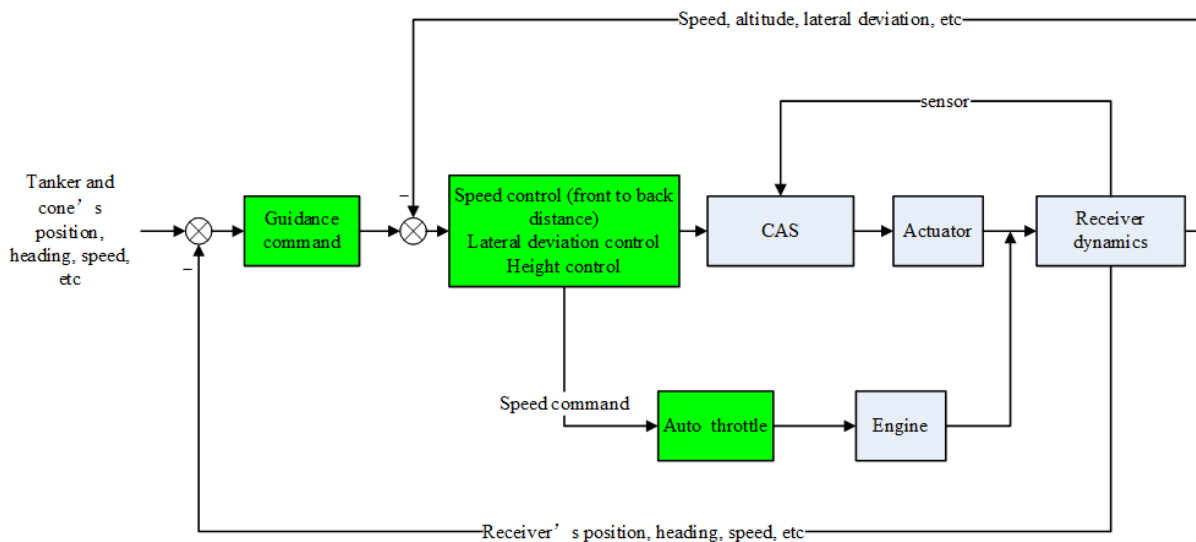 Speed, altitude, lateral deviation, etc
sensor
Tanker and
cone’s
position,
heading, speed,
etc
Guidance
command
Speed control (front to back
distance)
Lateral deviation control
Height control
CAS
Actuator
Receiver
dynamics
Speed command
Auto throttle
Engine
Receiver’s position, heading, speed, etc